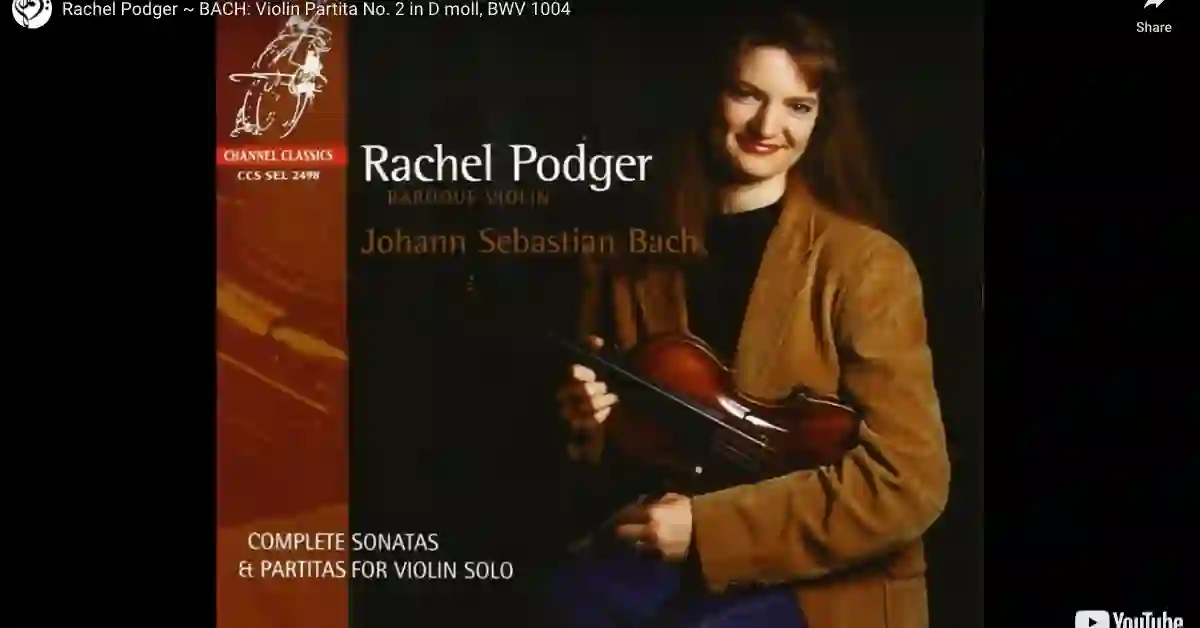 Rachel Podger ~ BACH: Violin Partita No. 2 in D moll, BWV 1004
Share
CHANNEL CLASSICS
CCS SEL 2498
Rachel Podger
BAROQUE VIOLIN
Johann Sebastian Bach
COMPLETE SONATAS
& PARTITAS FOR VIOLIN SOLO
YouTube